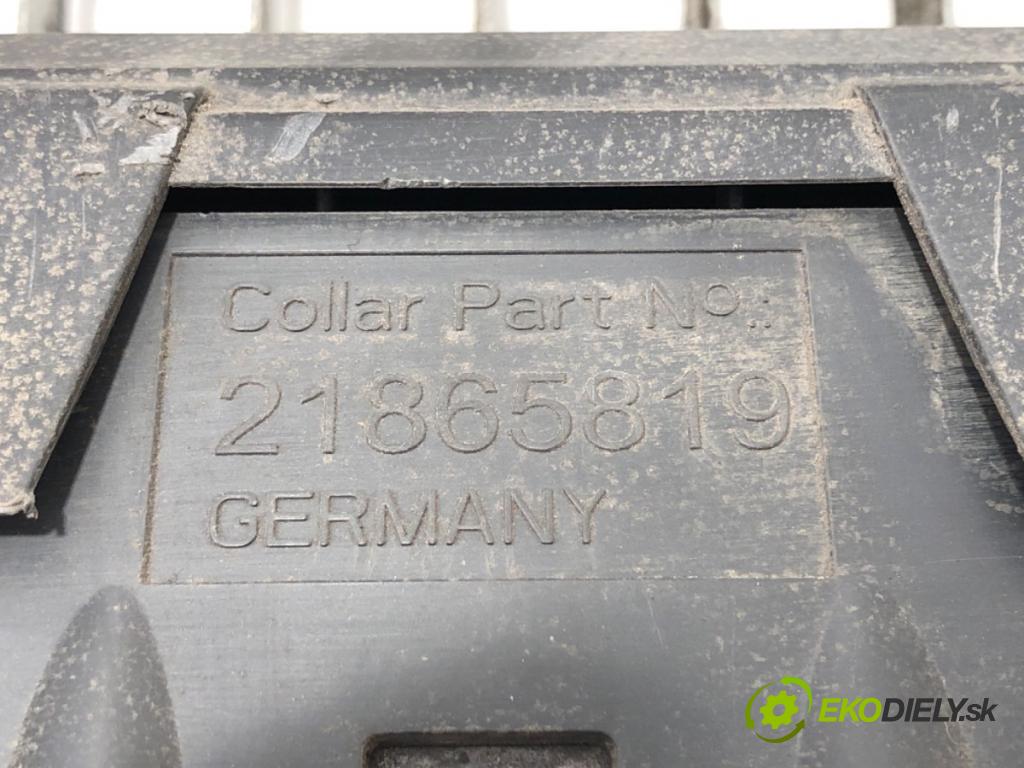 Collar Part Nº.:
21865819
GERMANY
EKODIELY.sk